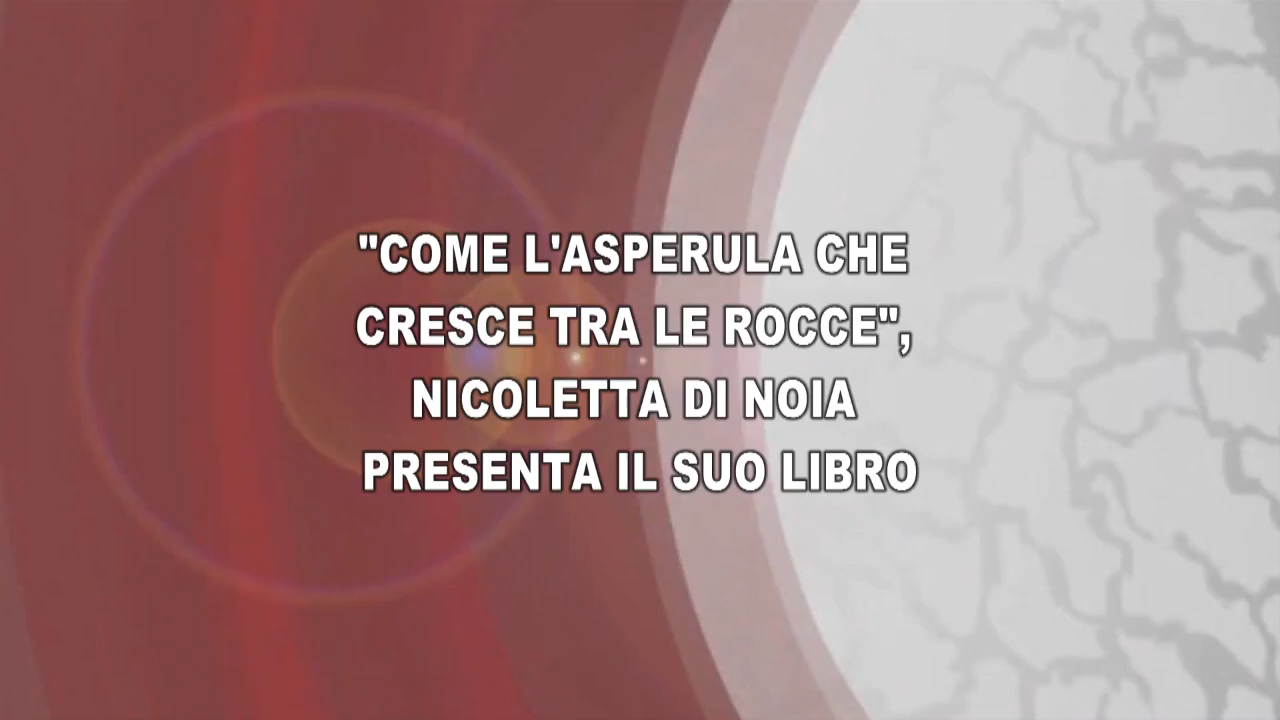 "COME L'ASPERULA CHE
CRESCE TRA LE ROCCE",
NICOLETTA DI NOIA
PRESENTA IL SUO LIBRO